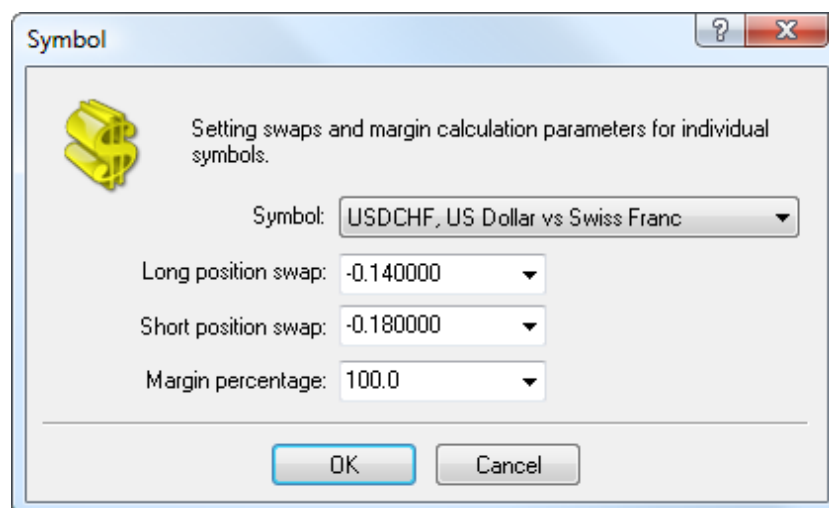 Symbol
Setting swaps and margin calculation parameters for individual
symbols.
Symbol: USDCHF, US Dollar vs Swiss Franc
Long position swap: -0.140000
Short position swap: -0.180000
Margin percentage: 100.0
OK Cancel